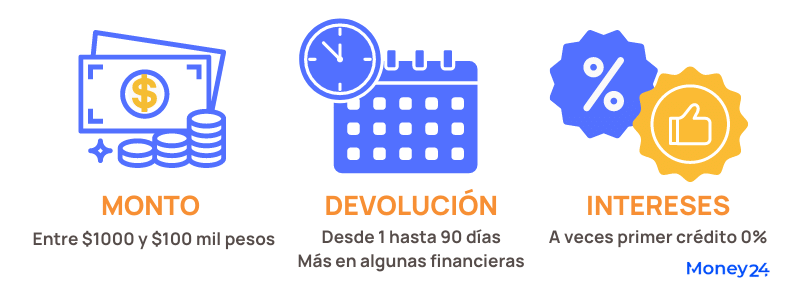 $
%
MONTO
Entre $1000 y $100 mil pesos
DEVOLUCIÓN
Desde 1 hasta 90 días
Más en algunas financieras
INTERESES
A veces primer crédito 0%
Money24